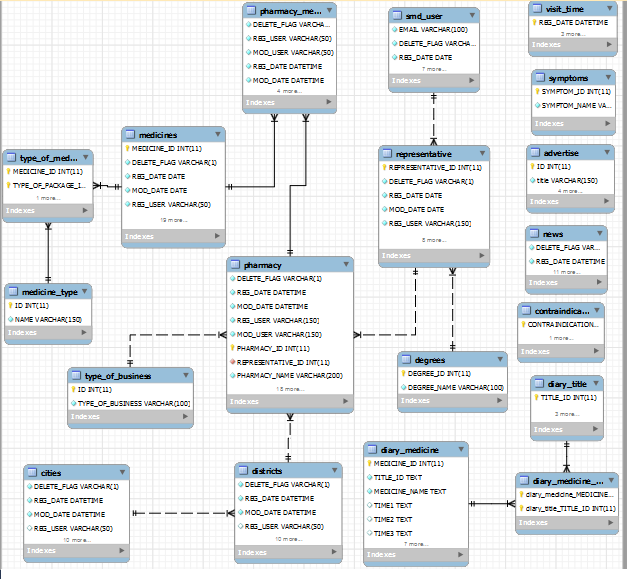 pharmacy_me...
DELETE_FLAG VARCHA...
REG_USER VARCHAR(50)
MOD_USER VARCHAR(50)
REG_DATE DATETIME
MOD_DATE DATETIME
4 more...
Indexes
smd_user
EMAIL VARCHAR(100)
DELETE_FLAG VARCHA...
REG_DATE DATE
7 more...
Indexes
visit_time
REG_DATE DATETIME
3 more...
Indexes
symptoms
SYMPTOM_ID INT(11)
SYMPTOM_NAME VA...
Indexes
type_of_med...
MEDICINE_ID INT(11)
TYPE_OF_PACKAGE_I...
1 more...
Indexes
medicines
MEDICINE_ID INT(11)
DELETE_FLAG VARCHAR(1)
REG_DATE DATE
MOD_DATE DATE
REG_USER VARCHAR(50)
Indexes
representative
REPRESENTATIVE_ID INT(11)
DELETE_FLAG VARCHAR(1)
REG_DATE DATE
MOD_DATE DATE
REG_USER VARCHAR(150)
Indexes
advertise
ID INT(11)
title VARCHAR(150)
4 more...
Indexes
news
DELETE_FLAG VAR...
REG_DATE DATETIME
11 more...
Indexes
medicine_type
ID INT(11)
NAME VARCHAR(150)
Indexes
pharmacy
DELETE_FLAG VARCHAR(1)
REG_DATE DATETIME
MOD_DATE DATETIME
REG_USER VARCHAR(150)
MOD_USER VARCHAR(150)
PHARMACY_ID INT(11)
REPRESENTATIVE_ID INT(11)
PHARMACY_NAME VARCHAR(200)
Indexes
contraindica...
CONTRAINDICATION...
1 more...
Indexes
type_of_business
ID INT(11)
TYPE_OF_BUSINESS VARCHAR(100)
Indexes
degrees
DEGREE_ID INT(11)
DEGREE_NAME VARCHAR(100)
Indexes
diary_title
TITLE_ID INT(11)
Indexes
cities
DELETE_FLAG VARCHAR(1)
REG_DATE DATETIME
MOD_DATE DATETIME
REG_USER VARCHAR(50)
10 more...
Indexes
districts
DELETE_FLAG VARCHAR(1)
REG_DATE DATETIME
MOD_DATE DATETIME
REG_USER VARCHAR(50)
10 more...
Indexes
diary_medicine
MEDICINE_ID INT(11)
TITLE_ID TEXT
MEDICINE_NAME TEXT
TIME1 TEXT
TIME2 TEXT
TIME3 TEXT
7 more...
Indexes
diary_medicine_...
diary_medicine_MEDICINE...
diary_title_TITLE_ID INT(11)
Indexes